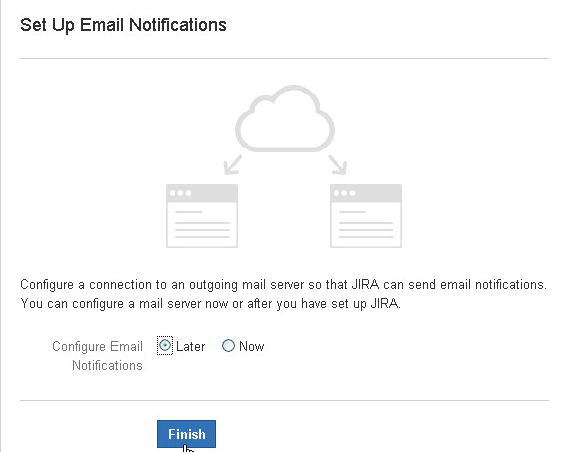 Set Up Email Notifications
Configure a connection to an outgoing mail server so that JIRA can send email notifications.
You can configure a mail server now or after you have set up JIRA.
Configure Email Notifications
Later
Now
Finish